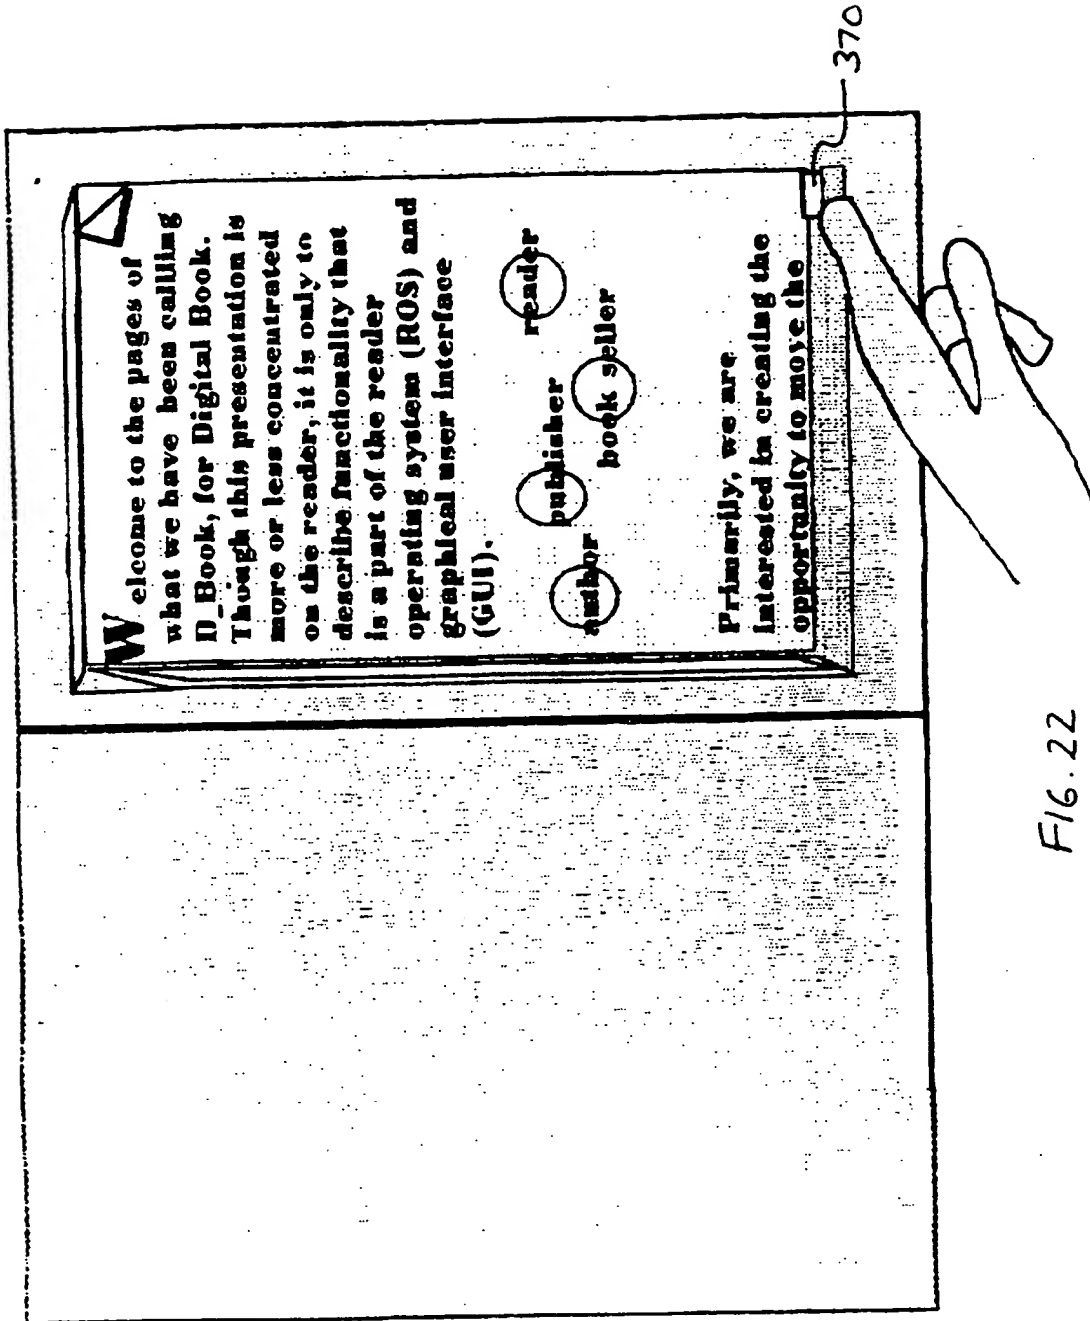 Welcome to the pages of
what we have been calling
D_Book, for Digital Book.
Though this presentation is
more or less concentrated
on the reader, it is only to
describe functionality that
is a part of the reader
operating system (ROS) and
graphical user interface
(GUI).
author publisher reader
book seller
Primarily, we are
interested in creating the
opportunity to move the
370
FIG. 22